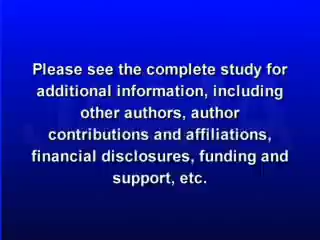 Please see the complete study for
additional information, including
other authors, author
contributions and affiliations,
financial disclosures, funding and
support, etc.